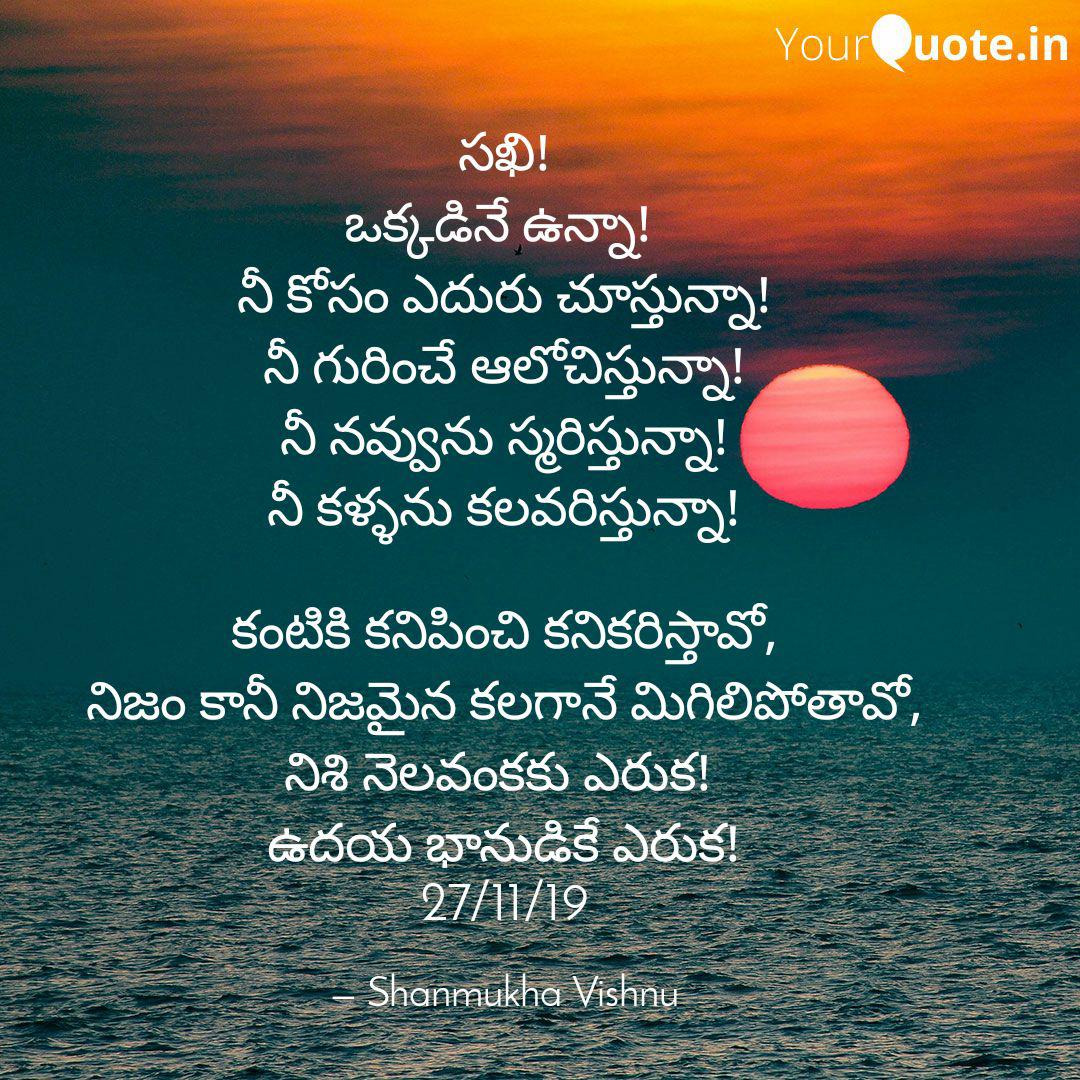 YourQuote.in
సఖి!
ఒక్కడినే ఉన్నా!
నీ కోసం ఎదురు చూస్తున్నా!
నీ గురించే ఆలోచిస్తున్నా!
నీ నవ్వును స్మరిస్తున్నా!
నీ కళ్ళను కలవరిస్తున్నా!
కంటికి కనిపించి కనికరిస్తావో,
నిజం కానీ నిజమైన కలగానే మిగిలిపోతావో,
నిశి నెలవంకకు ఎరుక!
ఉదయ భానుడికే ఎరుక!
27/11/19
– Shanmukha Vishnu